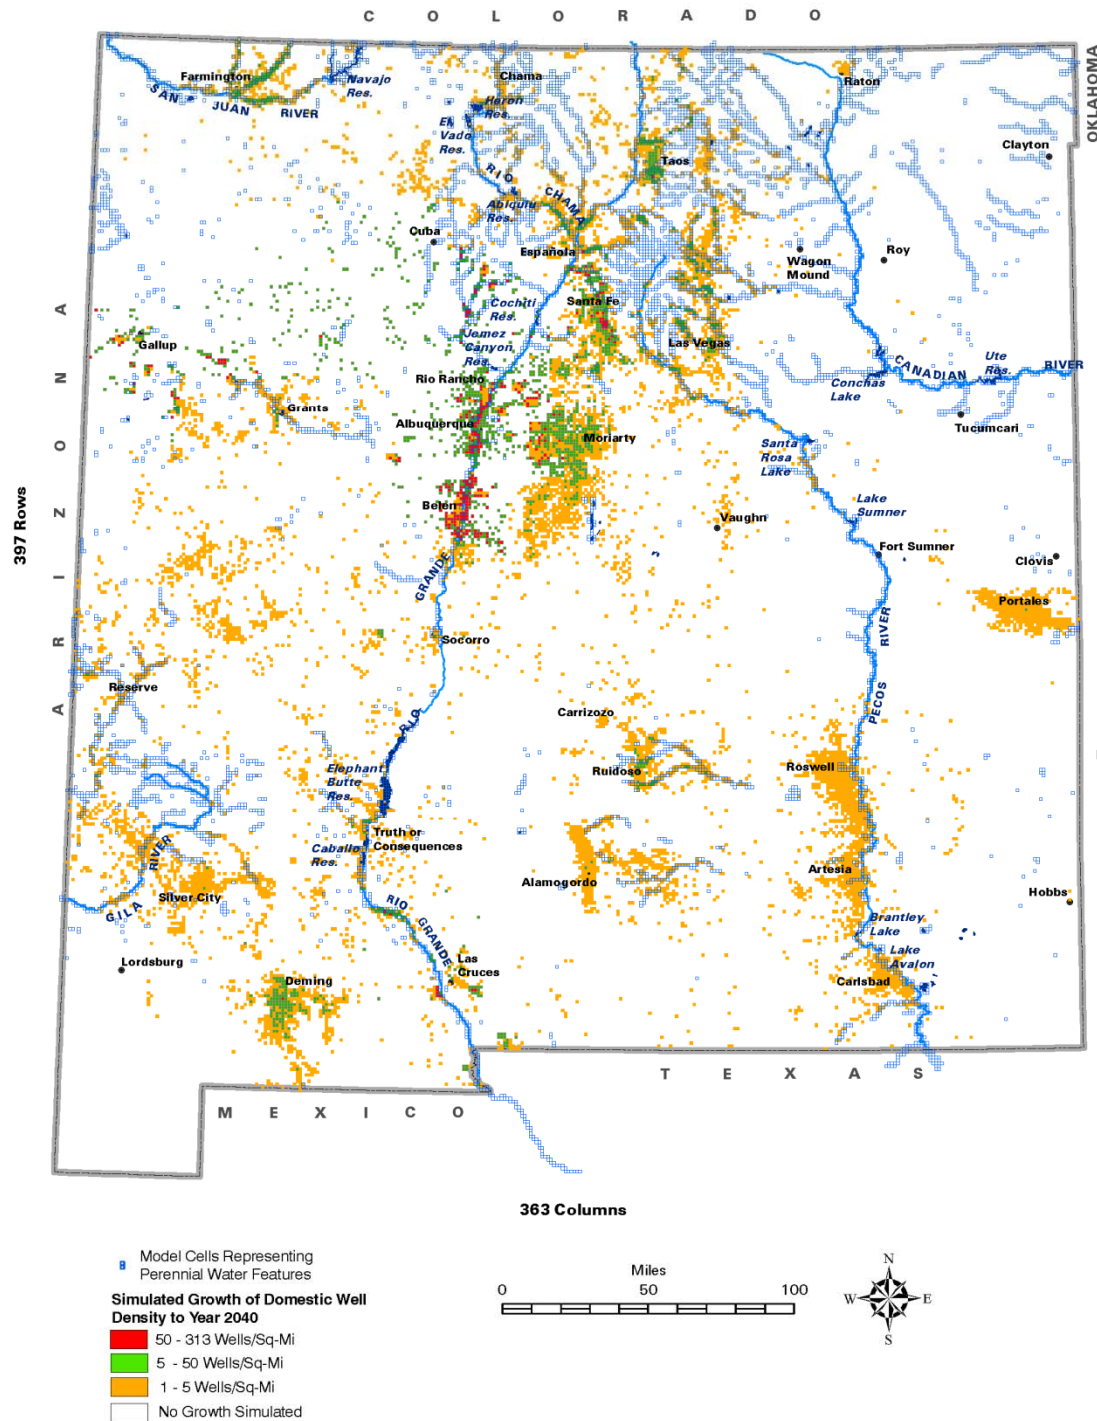 C O L O R A D O
OKLAHOMA
Farmington
SAN JUAN RIVER
Navajo
Res.
Chama
Heron
Res.
El
Vado
Res.
Raton
Clayton
Taos
RIO CHAMA
Abiquiu
Res.
Cuba
Española
Wagon
Mound
Roy
Cochiti
Res.
Santa Fe
Jemez
Canyon
Res.
Las Vegas
Gallup
CANADIAN RIVER
Ute
Res.
Conchas
Lake
Rio Rancho
Grants
Albuquerque
Tucumcari
Moriarty
Santa
Rosa
Lake
A R I Z O N A
397 Rows
Belen
Lake
Sumner
Vaughn
Fort Sumner
Clovis
RIO GRANDE
Portales
Socorro
PECOS RIVER
Reserve
Carrizozo
Elephant
Butte
Res.
Ruidoso
Roswell
Truth or
Consequences
Caballo
Res.
GILA RIVER
Silver City
Alamogordo
Artesia
Hobbs
RIO GRANDE
Brantley
Lake
Lake
Avalon
Lordsburg
Las
Cruces
Deming
Carlsbad
T E X A S
M E X I C O
363 Columns
Model Cells Representing
Perennial Water Features
Simulated Growth of Domestic Well
Density to Year 2040
50 - 313 Wells/Sq-Mi
5 - 50 Wells/Sq-Mi
1 - 5 Wells/Sq-Mi
No Growth Simulated
Miles
0 50 100
N
W E
S